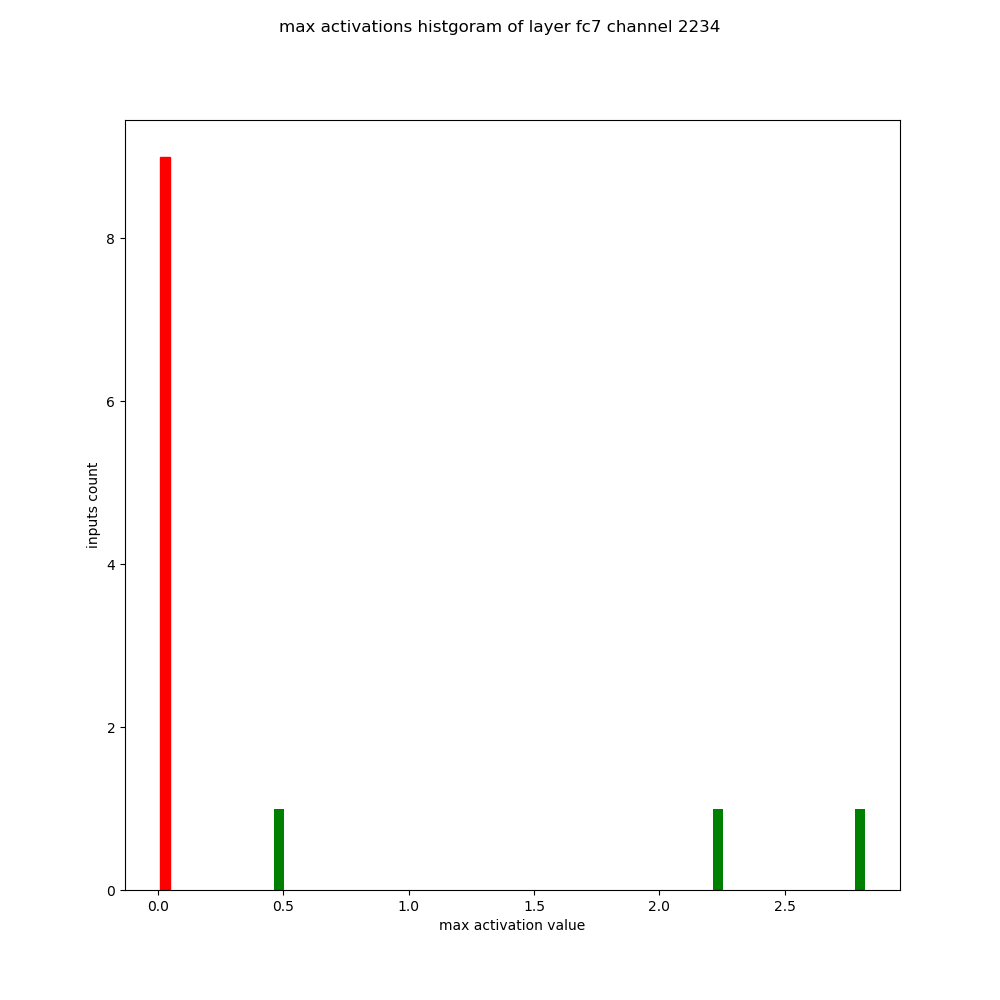 max activations histgoram of layer fc7 channel 2234
8
6
4
2
0
inputs count
0.0 0.5 1.0 1.5 2.0 2.5
max activation value